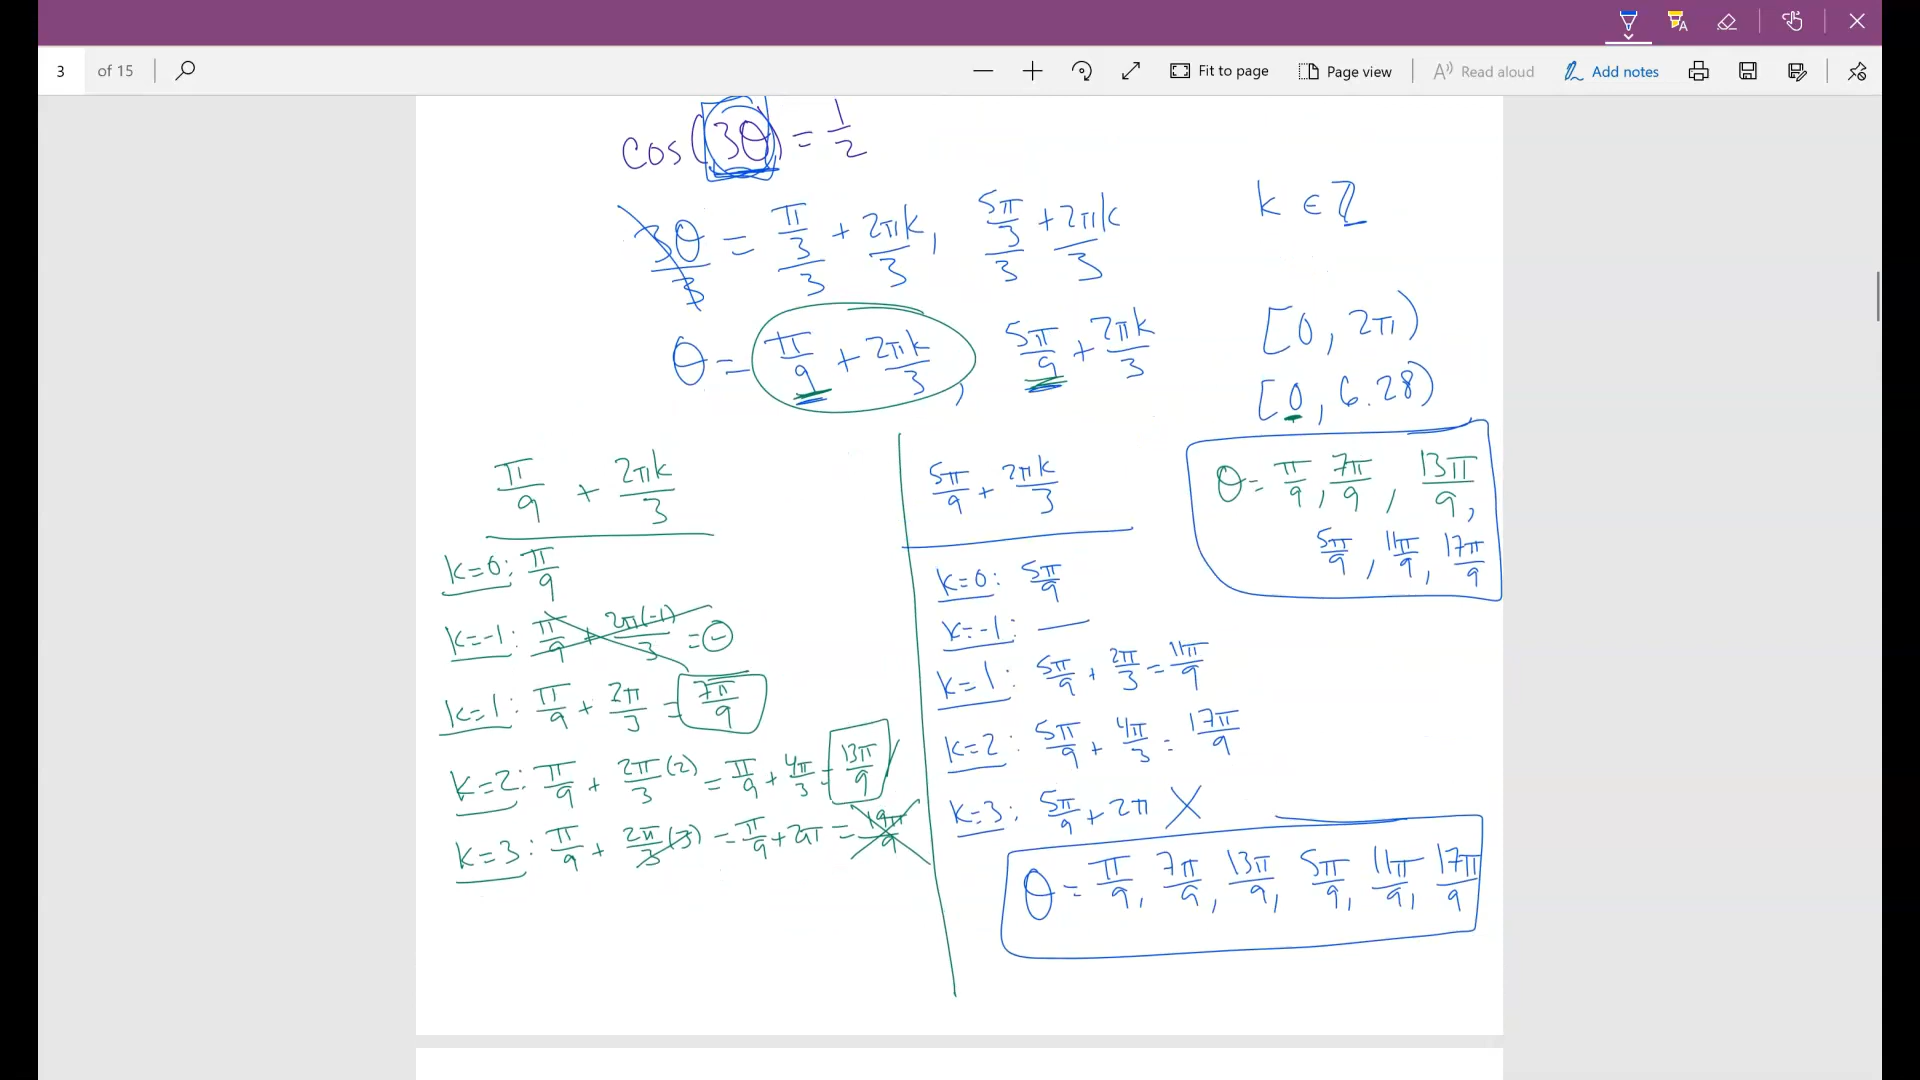 3 of 15 Fit to page Page view Read aloud Add notes
cos(3θ) = 1/2
3θ/3 = (π/3)/3 + 2πk/3, (5π/3)/3 + 2πk/3
k ∈ ℤ
θ = π/9 + 2πk/3, 5π/9 + 2πk/3
[0, 2π)
[0, 6.28)
π/9 + 2πk/3
k=0: π/9
k=-1: π/9 + 2π(-1)/3 = ⊖
k=1: π/9 + 2π/3 = 7π/9
k=2: π/9 + 2π/3 (2) = π/9 + 4π/3 = 13π/9
k=3: π/9 + 2π/3 (3) = π/9 + 2π = 19π/9
5π/9 + 2πk/3
k=0: 5π/9
k=-1: —
k=1: 5π/9 + 2π/3 = 11π/9
k=2: 5π/9 + 4π/3 = 17π/9
k=3: 5π/9 + 2π X
θ = π/9, 7π/9, 13π/9,
5π/9, 11π/9, 17π/9
θ = π/9, 7π/9, 13π/9, 5π/9, 11π/9, 17π/9